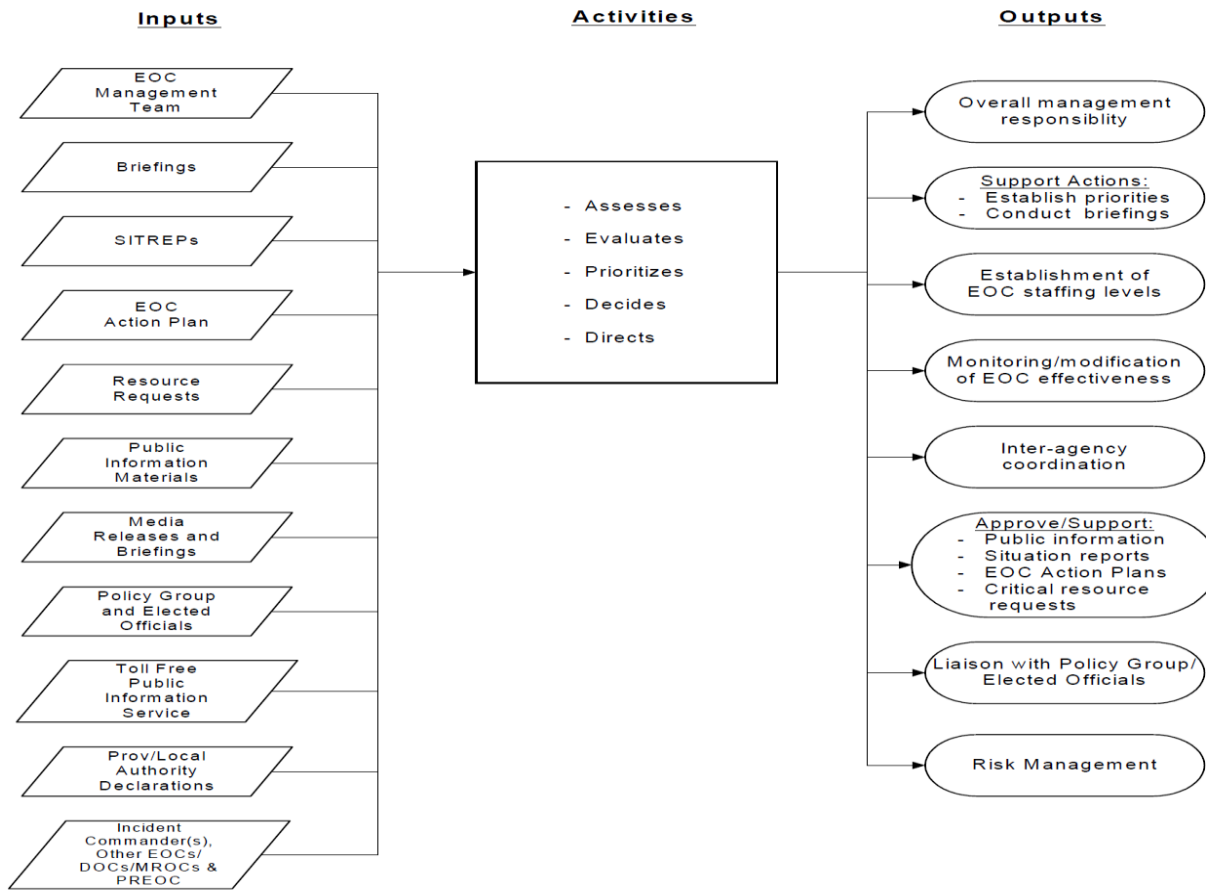 Inputs
Activities
Outputs
EOC
Management
Team
Briefings
SITREPs
EOC
Action Plan
Resource
Requests
Public
Information
Materials
Media
Releases and
Briefings
Policy Group
and Elected
Officials
Toll Free
Public
Information
Service
Prov/Local
Authority
Declarations
Incident
Commander(s),
Other EOCs/
DOCs/MROCs &
PREOC
- Assesses
- Evaluates
- Prioritizes
- Decides
- Directs
Overall management
responsiblity
Support Actions:
- Establish priorities
- Conduct briefings
Establishment of
EOC staffing levels
Monitoring/modification
of EOC effectiveness
Inter-agency
coordination
Approve/Support:
- Public information
- Situation reports
- EOC Action Plans
- Critical resource
requests
Liaison with Policy Group/
Elected Officials
Risk Management